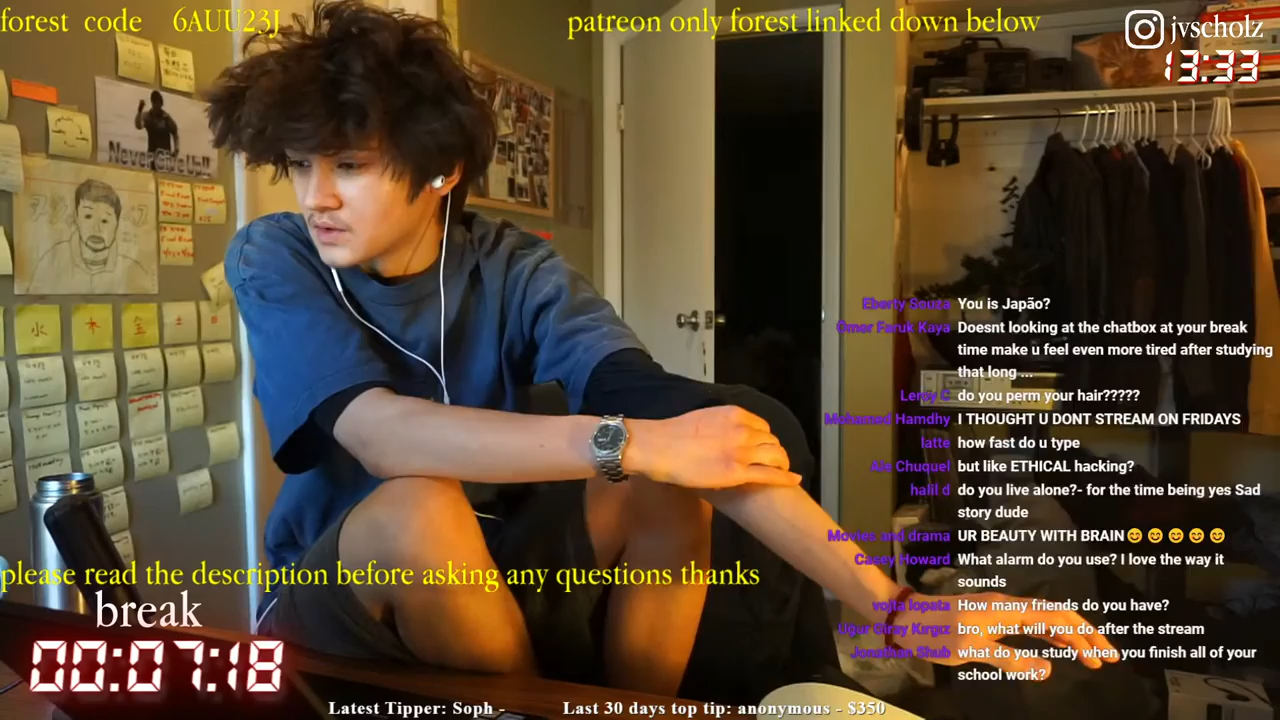 forest code 6AUU23J
patreon only forest linked down below
jvscholz
13:33
Never Give Up!!
水 木 金 土 日
Eberty Souza You is Japão?
Ömer Faruk Kaya Doesnt looking at the chatbox at your break
time make u feel even more tired after studying
that long ...
Leroy C do you perm your hair?????
Mohamed Hamdhy I THOUGHT U DONT STREAM ON FRIDAYS
latte how fast do u type
Ale Chuquel but like ETHICAL hacking?
halil d do you live alone?- for the time being yes Sad
story dude
Movies and drama UR BEAUTY WITH BRAIN😊 😊 😊 😊 😊
Casey Howard What alarm do you use? I love the way it
sounds
vojta lopata How many friends do you have?
Uğur Giray Kırgız bro, what will you do after the stream
Jonathan Shub what do you study when you finish all of your
school work?
please read the description before asking any questions thanks
break
00:07:18
Latest Tipper: Soph -
Last 30 days top tip: anonymous - $350